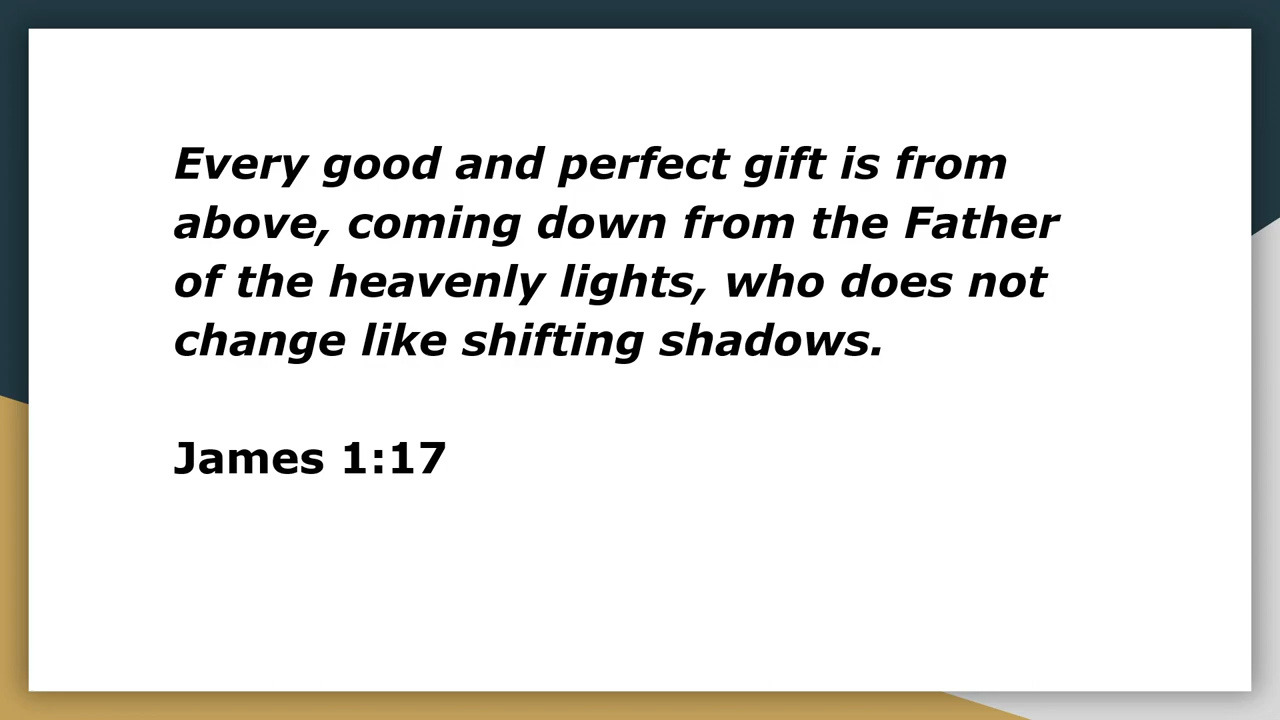 Every good and perfect gift is from
above, coming down from the Father
of the heavenly lights, who does not
change like shifting shadows.
James 1:17